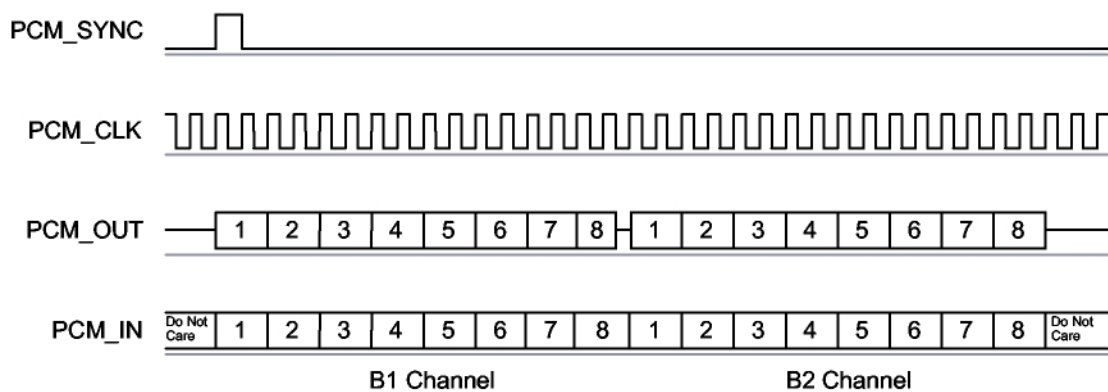 PCM_SYNC
PCM_CLK
PCM_OUT 1 2 3 4 5 6 7 8 1 2 3 4 5 6 7 8
PCM_IN Do Not Care 1 2 3 4 5 6 7 8 1 2 3 4 5 6 7 8 Do Not Care
B1 Channel B2 Channel